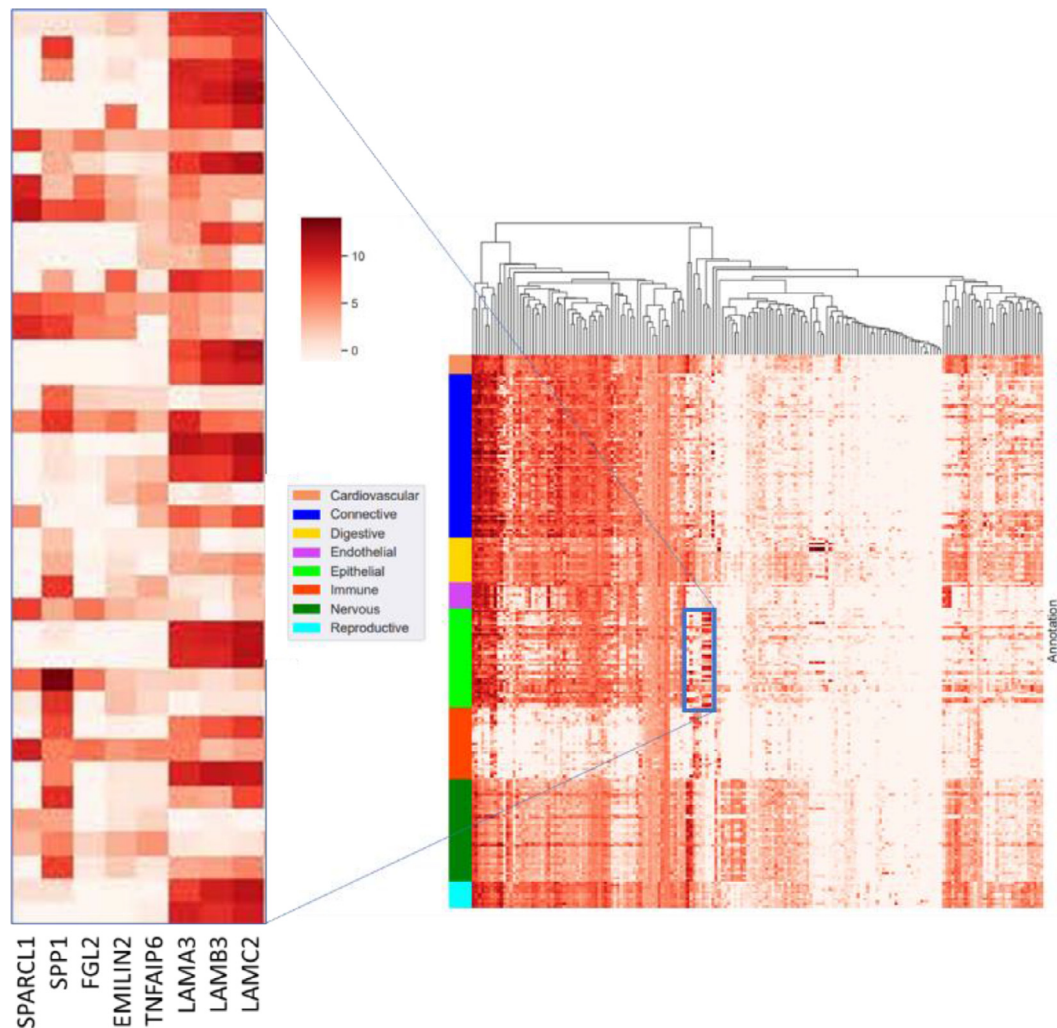 10
5
0
Cardiovascular
Connective
Digestive
Endothelial
Epithelial
Immune
Nervous
Reproductive
Annotation
SPARCL1
SPP1
FGL2
EMILIN2
TNFAIP6
LAMA3
LAMB3
LAMC2